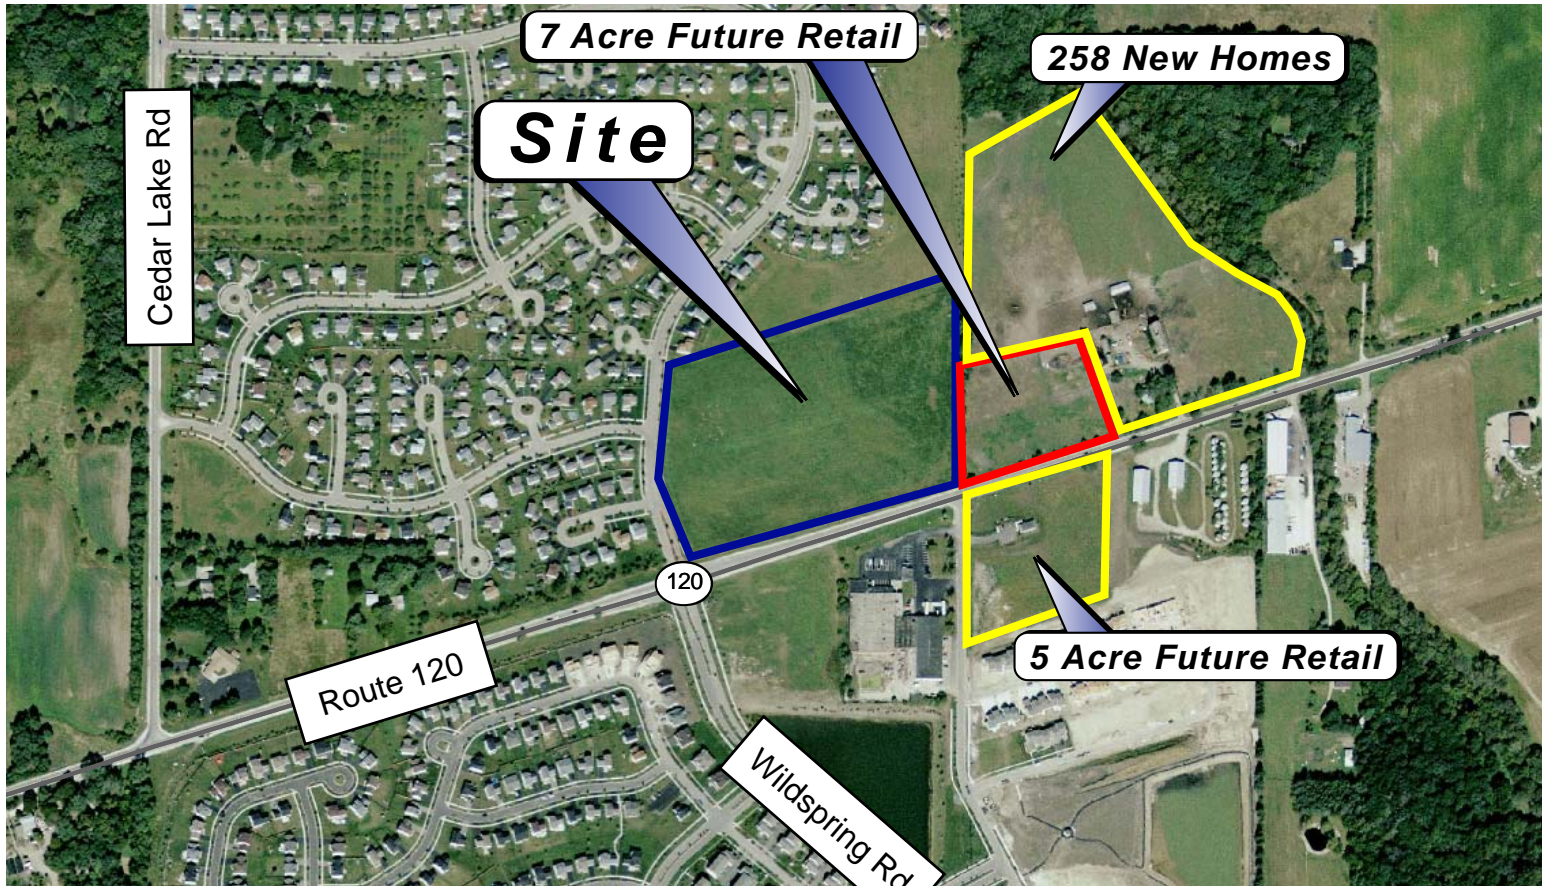 7 Acre Future Retail
258 New Homes
Site
Cedar Lake Rd
120
Route 120
5 Acre Future Retail
Wildspring Rd